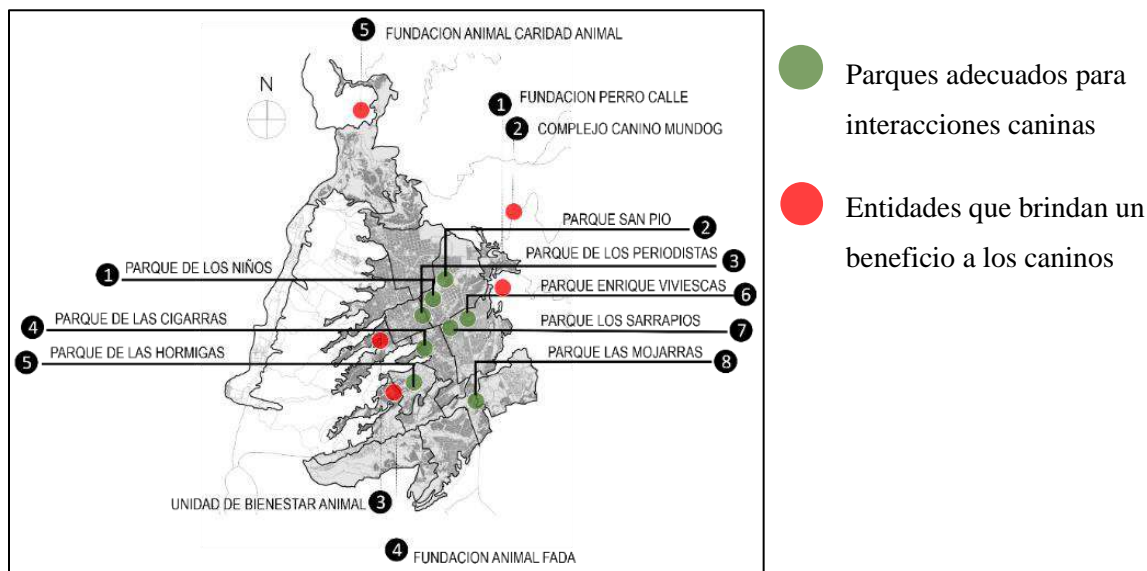 5 FUNDACION ANIMAL CARIDAD ANIMAL
N
1 FUNDACION PERRO CALLE
2 COMPLEJO CANINO MUNDOG
PARQUE SAN PIO 2
PARQUE DE LOS PERIODISTAS 3
1 PARQUE DE LOS NIÑOS
PARQUE ENRIQUE VIVIESCAS 6
4 PARQUE DE LAS CIGARRAS
PARQUE LOS SARRAPIOS 7
5 PARQUE DE LAS HORMIGAS
PARQUE LAS MOJARRAS 8
UNIDAD DE BIENESTAR ANIMAL 3
4 FUNDACION ANIMAL FADA
Parques adecuados para
interacciones caninas
Entidades que brindan un
beneficio a los caninos